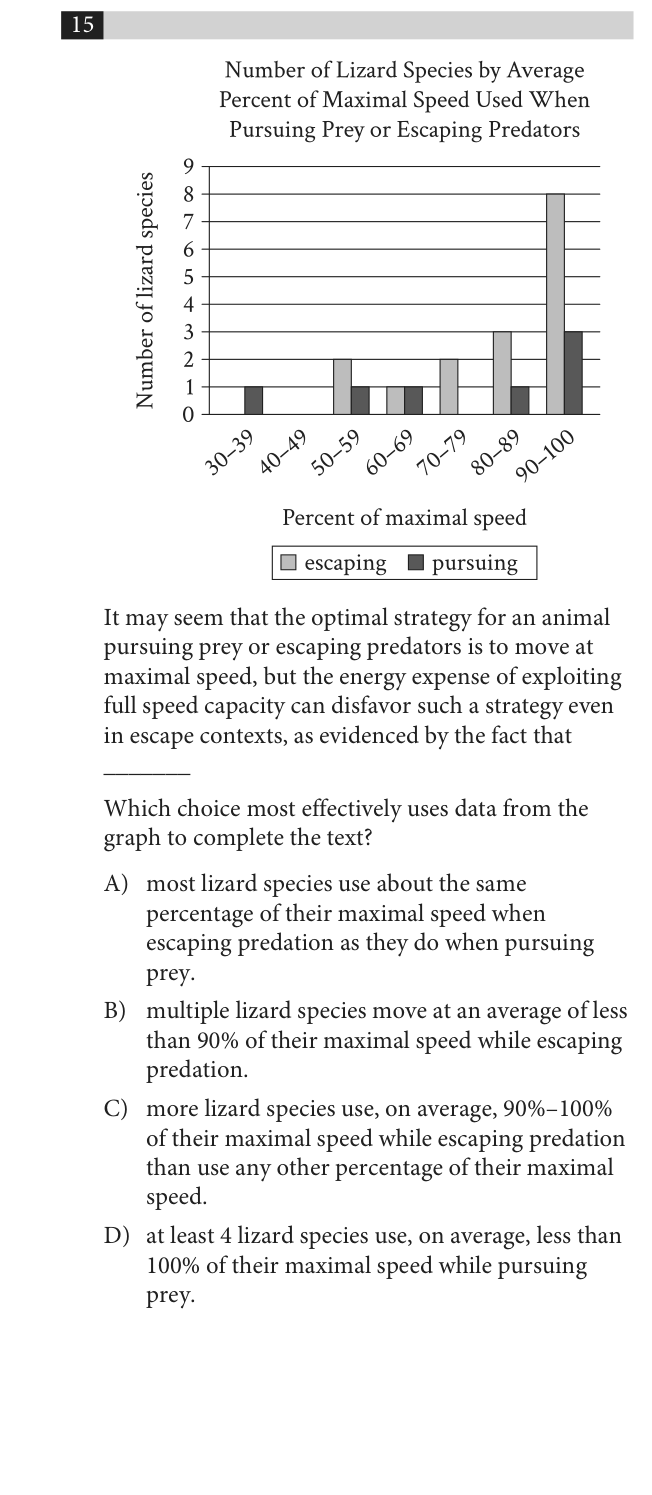 15
Number of Lizard Species by Average
Percent of Maximal Speed Used When
Pursuing Prey or Escaping Predators
Number of lizard species
9
8
7
6
5
4
3
2
1
0
30–39
40–49
50–59
60–69
70–79
80–89
90–100
Percent of maximal speed
escaping pursuing
It may seem that the optimal strategy for an animal
pursuing prey or escaping predators is to move at
maximal speed, but the energy expense of exploiting
full speed capacity can disfavor such a strategy even
in escape contexts, as evidenced by the fact that
_______
Which choice most effectively uses data from the
graph to complete the text?
A) most lizard species use about the same
percentage of their maximal speed when
escaping predation as they do when pursuing
prey.
B) multiple lizard species move at an average of less
than 90% of their maximal speed while escaping
predation.
C) more lizard species use, on average, 90%–100%
of their maximal speed while escaping predation
than use any other percentage of their maximal
speed.
D) at least 4 lizard species use, on average, less than
100% of their maximal speed while pursuing
prey.